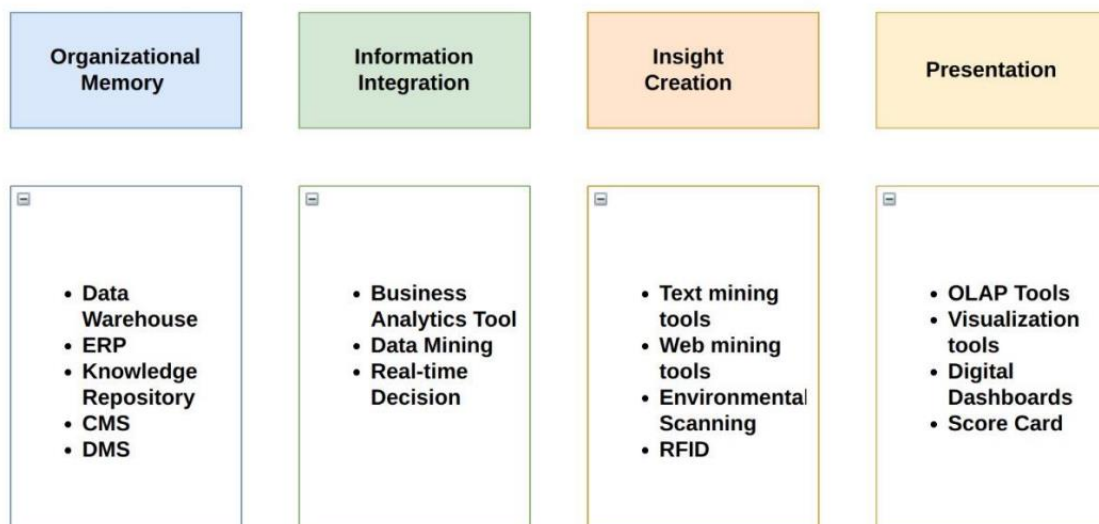 Organizational
Memory
Information
Integration
Insight
Creation
Presentation
• Data
Warehouse
• ERP
• Knowledge
Repository
• CMS
• DMS
• Business
Analytics Tool
• Data Mining
• Real-time
Decision
• Text mining
tools
• Web mining
tools
• Environmental
Scanning
• RFID
• OLAP Tools
• Visualization
tools
• Digital
Dashboards
• Score Card